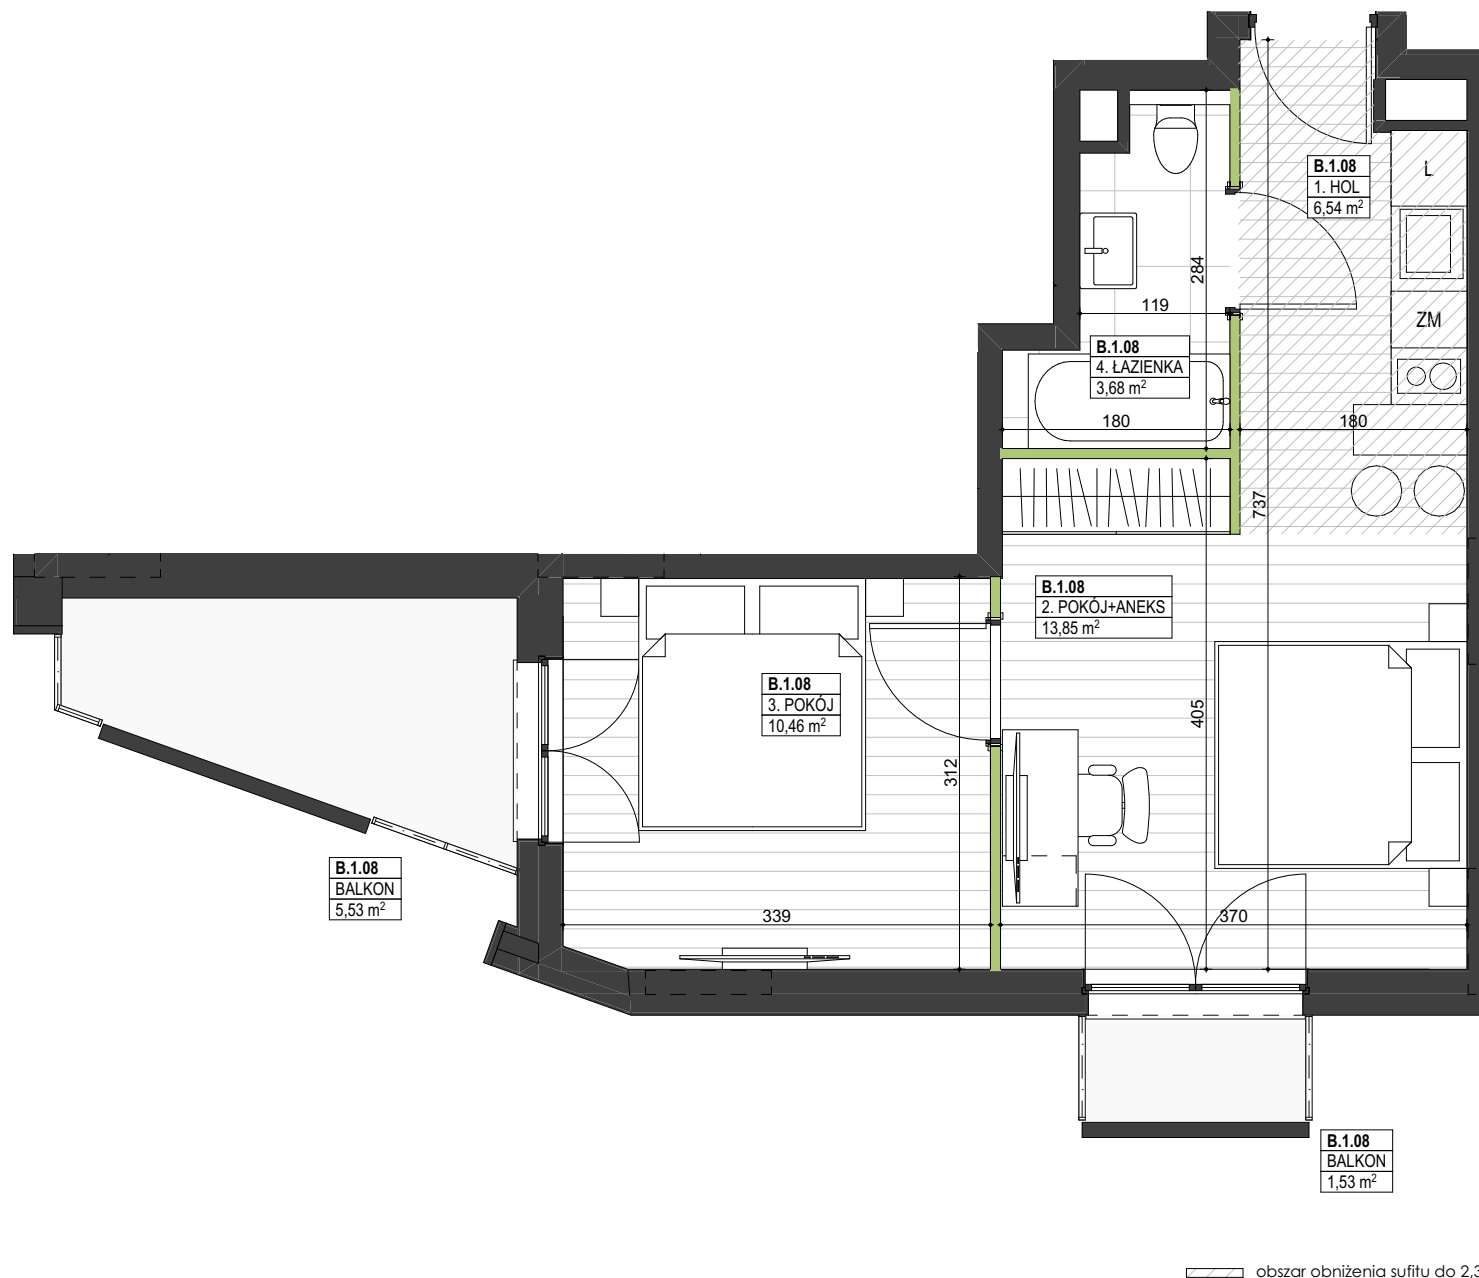 B.1.08
1. HOL
6,54 m²
L
284
119
ZM
B.1.08
4. ŁAZIENKA
3,68 m²
180
180
737
B.1.08
2. POKÓJ+ANEKS
13,85 m²
B.1.08
3. POKÓJ
10,46 m²
405
312
B.1.08
BALKON
5,53 m²
339
370
B.1.08
BALKON
1,53 m²
obszar obniżenia sufitu do 2,3